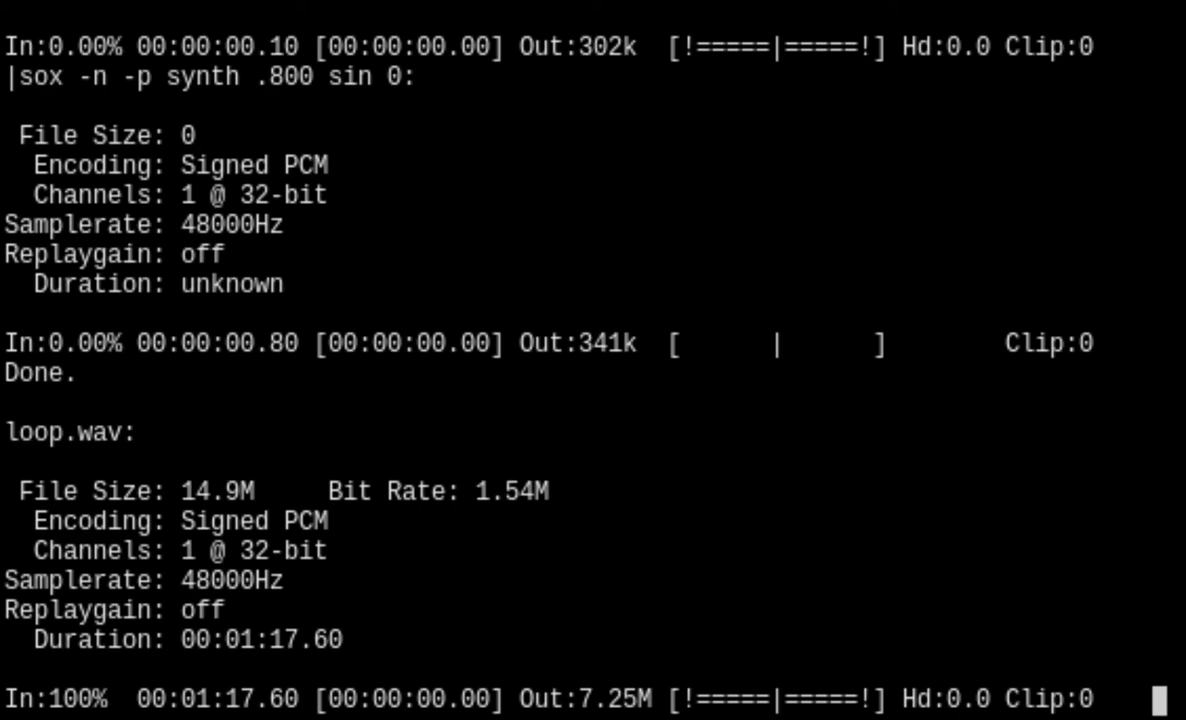 In:0.00% 00:00:00.10 [00:00:00.00] Out:302k  [!=====|=====!] Hd:0.0 Clip:0
|sox -n -p synth .800 sin 0:
File Size: 0
Encoding: Signed PCM
Channels: 1 @ 32-bit
Samplerate: 48000Hz
Replaygain: off
Duration: unknown
In:0.00% 00:00:00.80 [00:00:00.00] Out:341k  [      |      ]        Clip:0
Done.
loop.wav:
File Size: 14.9M     Bit Rate: 1.54M
Encoding: Signed PCM
Channels: 1 @ 32-bit
Samplerate: 48000Hz
Replaygain: off
Duration: 00:01:17.60
In:100%  00:01:17.60 [00:00:00.00] Out:7.25M [!=====|=====!] Hd:0.0 Clip:0